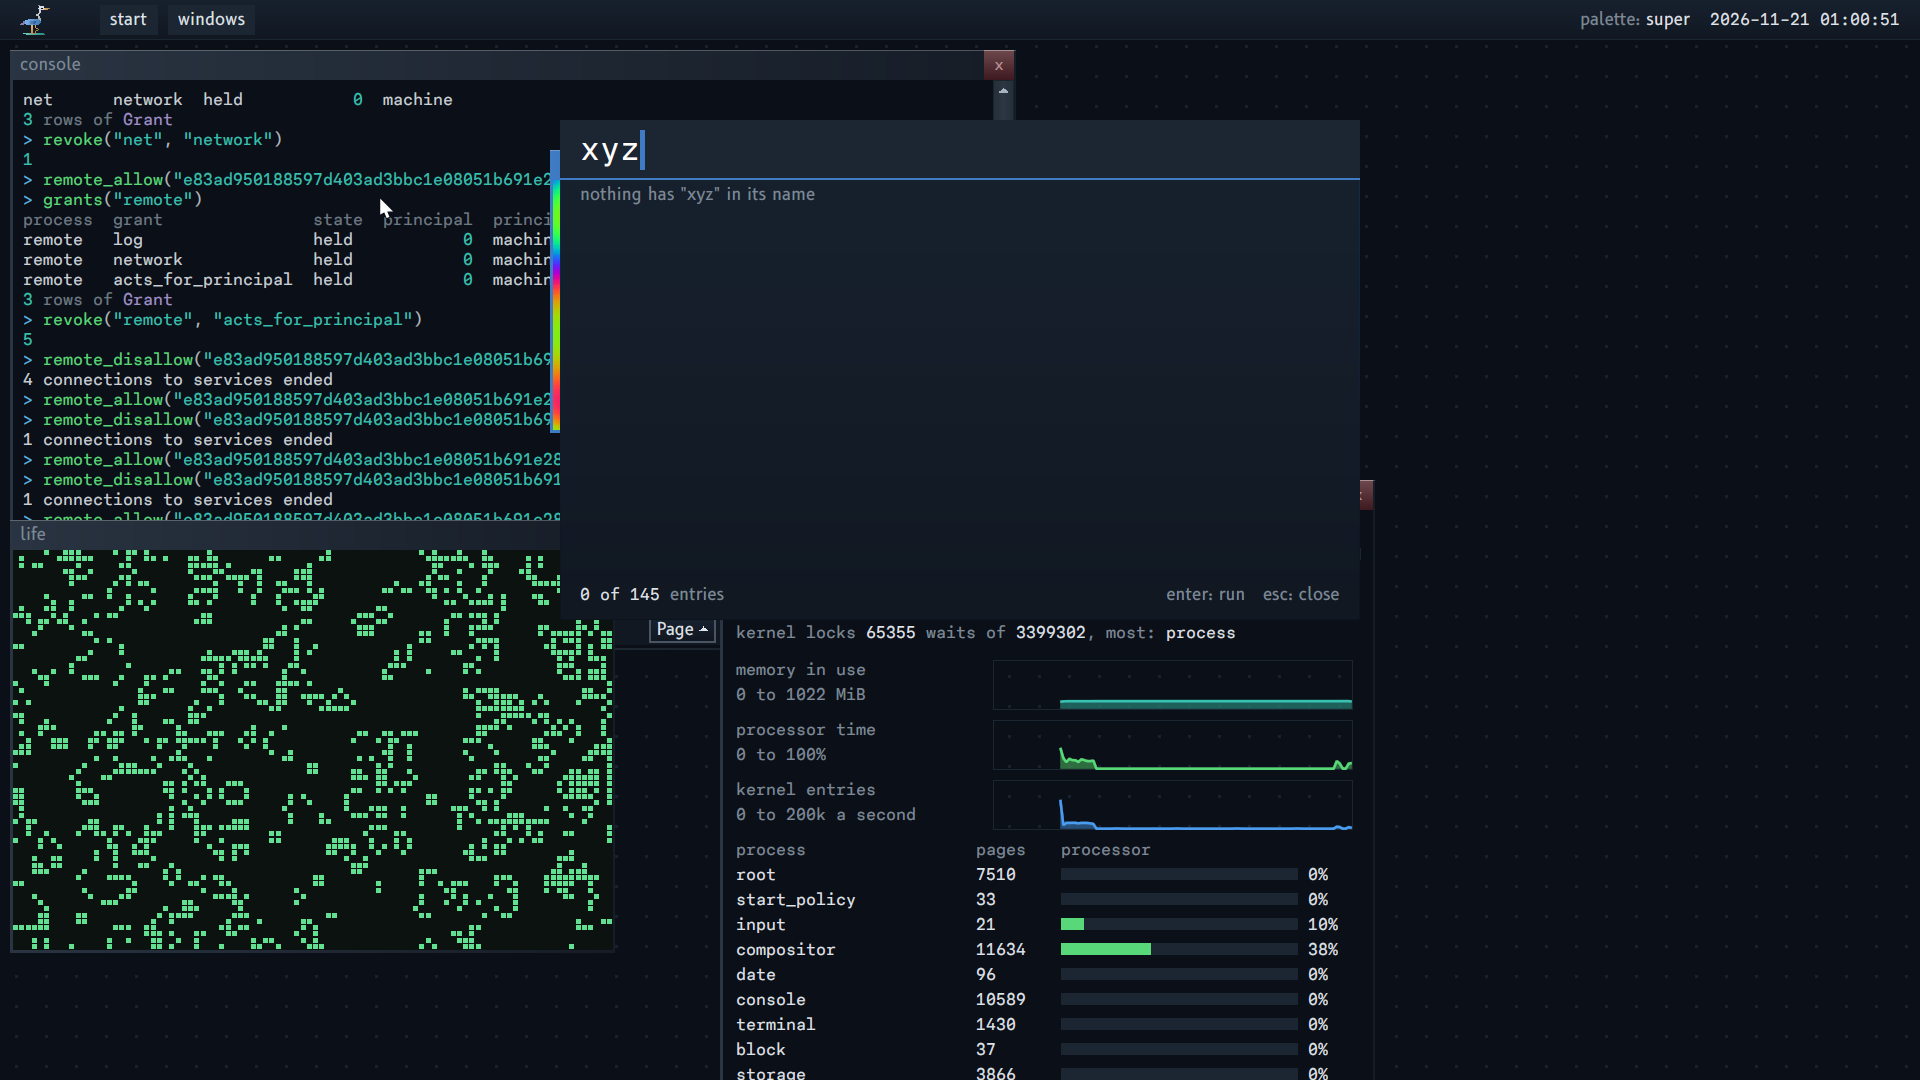 start windows palette: super 2026-11-21 01:00:51
console x
net network held 0 machine
3 rows of Grant
> revoke("net", "network")
1
> remote_allow("e83ad950188597d403ad3bbc1e08051b691e2
> grants("remote")
process grant state principal princi
remote log held 0 machin
remote network held 0 machin
remote acts_for_principal held 0 machin
3 rows of Grant
> revoke("remote", "acts_for_principal")
5
> remote_disallow("e83ad950188597d403ad3bbc1e08051b69
4 connections to services ended
> remote_allow("e83ad950188597d403ad3bbc1e08051b691e2
> remote_disallow("e83ad950188597d403ad3bbc1e08051b69
1 connections to services ended
> remote_allow("e83ad950188597d403ad3bbc1e08051b691e28
> remote_disallow("e83ad950188597d403ad3bbc1e08051b691
1 connections to services ended
> remote_allow("e83ad950188597d403ad3bbc1e08051b691e28
xyz
nothing has "xyz" in its name
0 of 145 entries enter: run esc: close
life
Page
kernel locks 65355 waits of 3399302, most: process
memory in use
0 to 1022 MiB
processor time
0 to 100%
kernel entries
0 to 200k a second
process pages processor
root 7510 0%
start_policy 33 0%
input 21 10%
compositor 11634 38%
date 96 0%
console 10589 0%
terminal 1430 0%
block 37 0%
storage 3866 0%